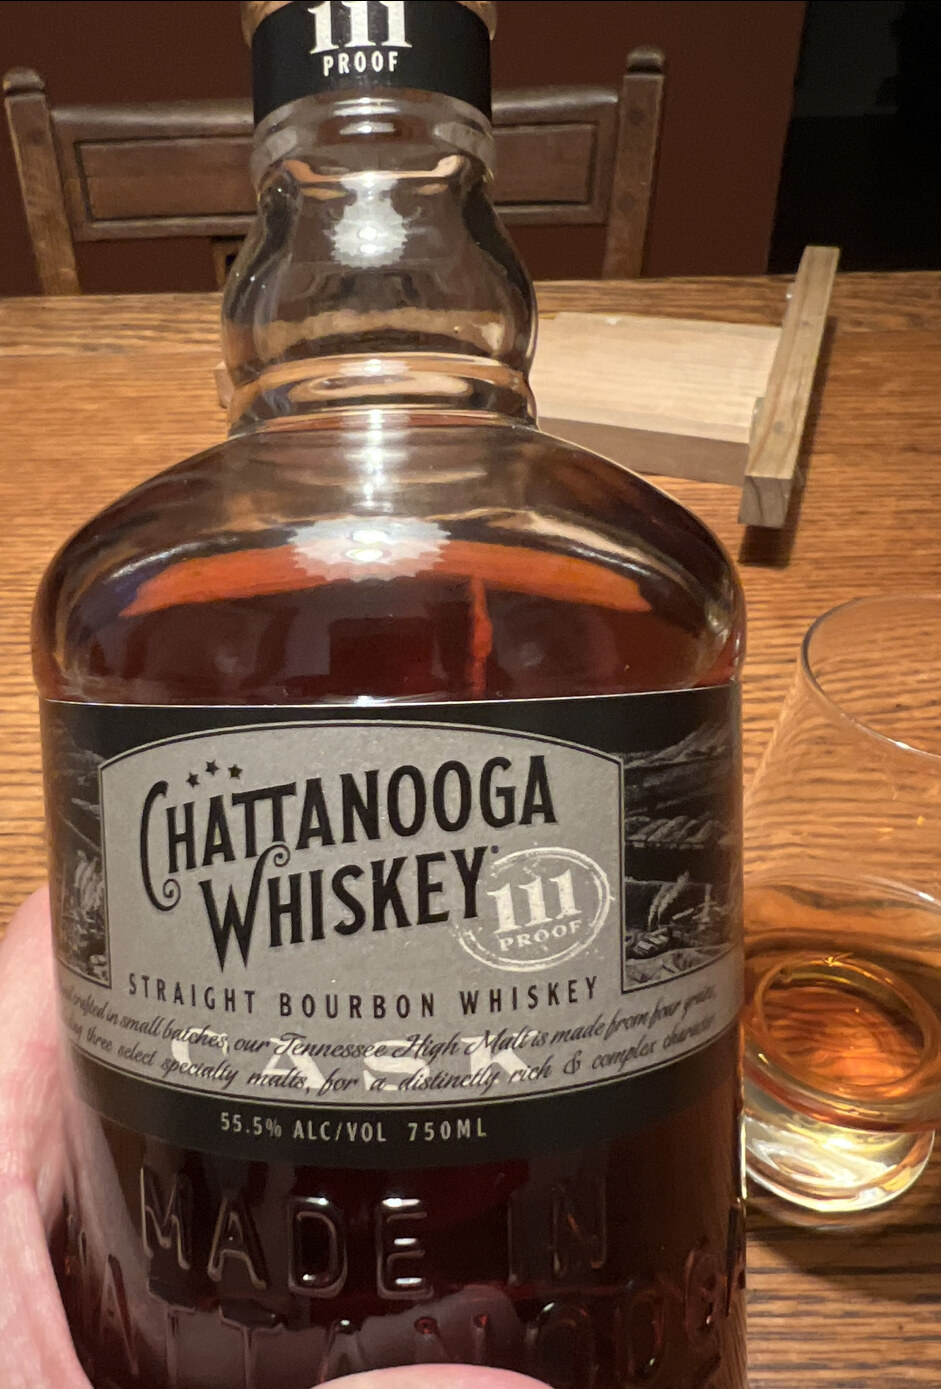 111
PROOF
CHATTANOOGA
WHISKEY
111
PROOF
STRAIGHT BOURBON WHISKEY
crafted in small batches, our Tennessee High Malt is made from four grains,
three select specialty malts, for a distinctly rich & complex character
CASK
55.5% ALC/VOL 750ML
MADE IN
ATTANOOGA